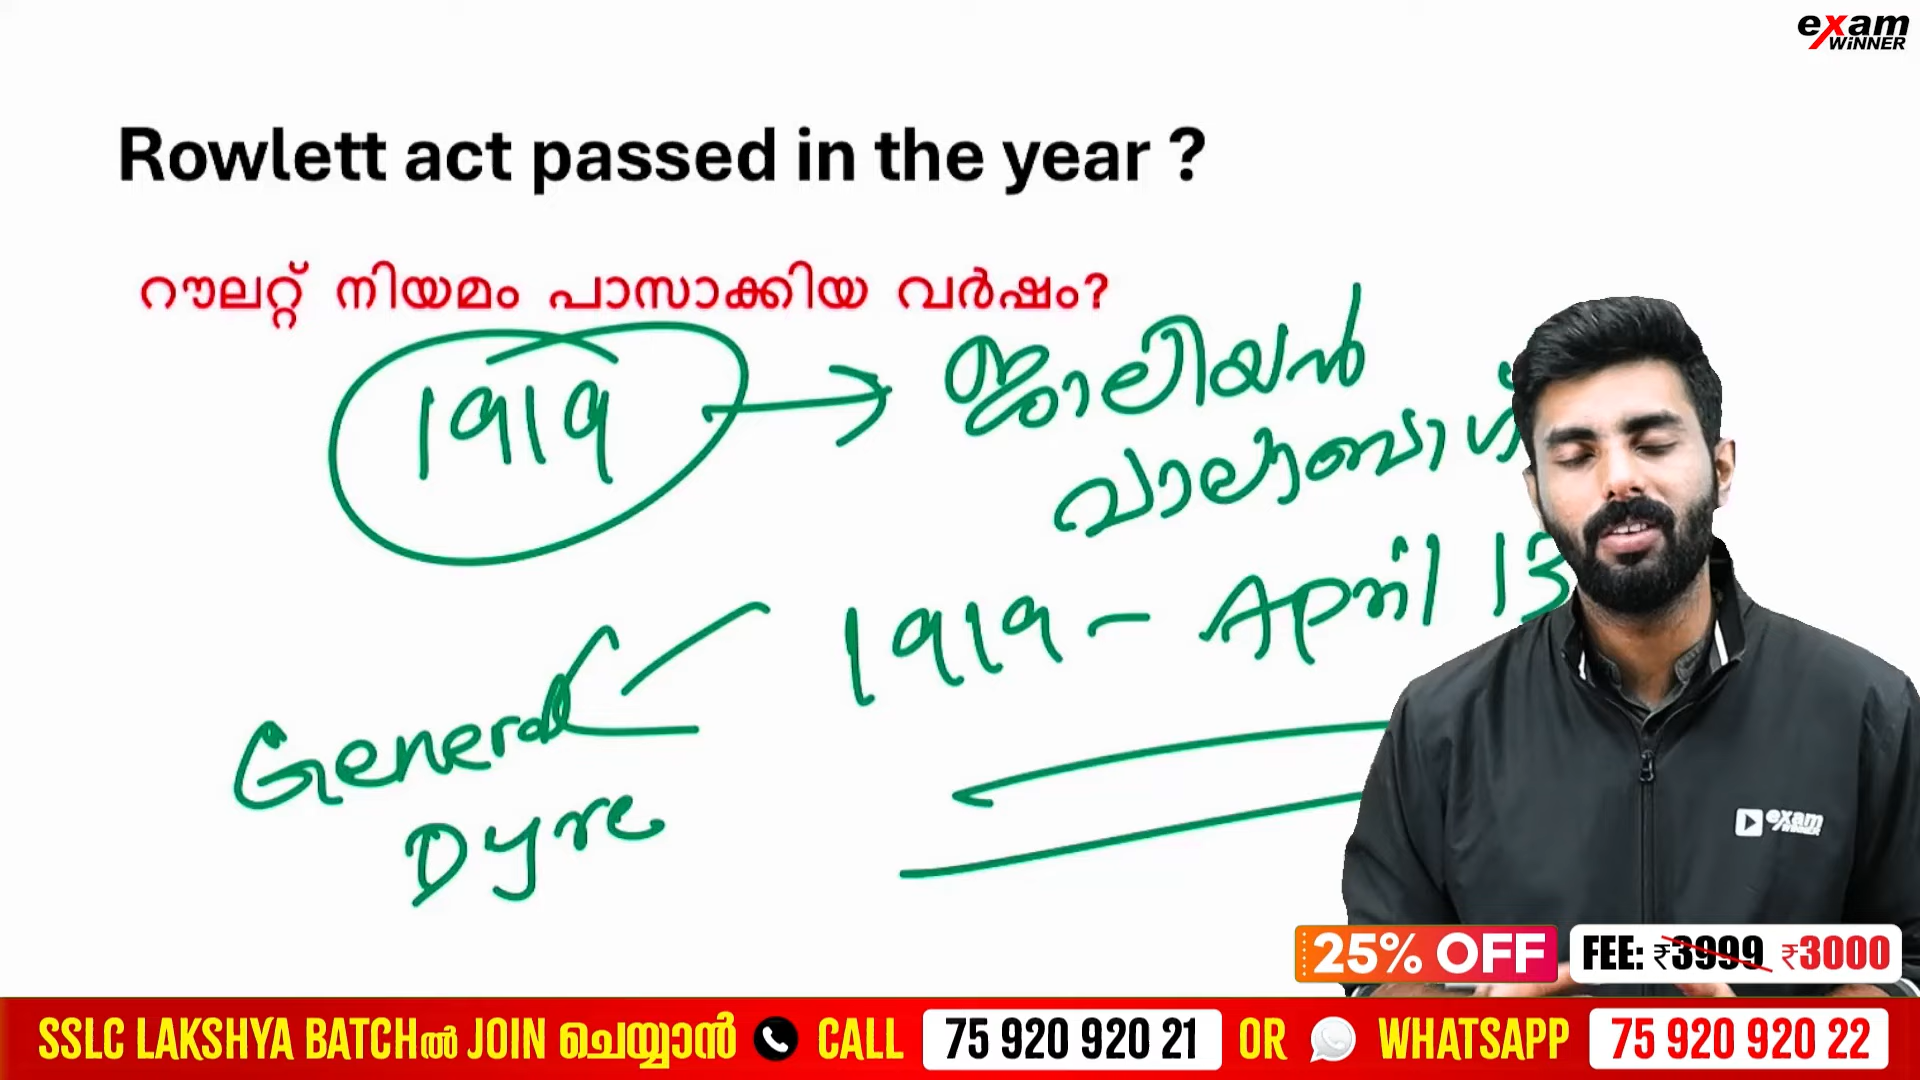 exam
WINNER
Rowlett act passed in the year ?
റൗലറ്റ് നിയമം പാസാക്കിയ വർഷം?
1919
ജാലിയൻ
വാലാബാഗ്
1919 - April 13
General
Dyre
exam
WINNER
25% OFF FEE: ₹3999 ₹3000
SSLC LAKSHYA BATCHൽ JOIN ചെയ്യാൻ CALL 75 920 920 21 OR WHATSAPP 75 920 920 22